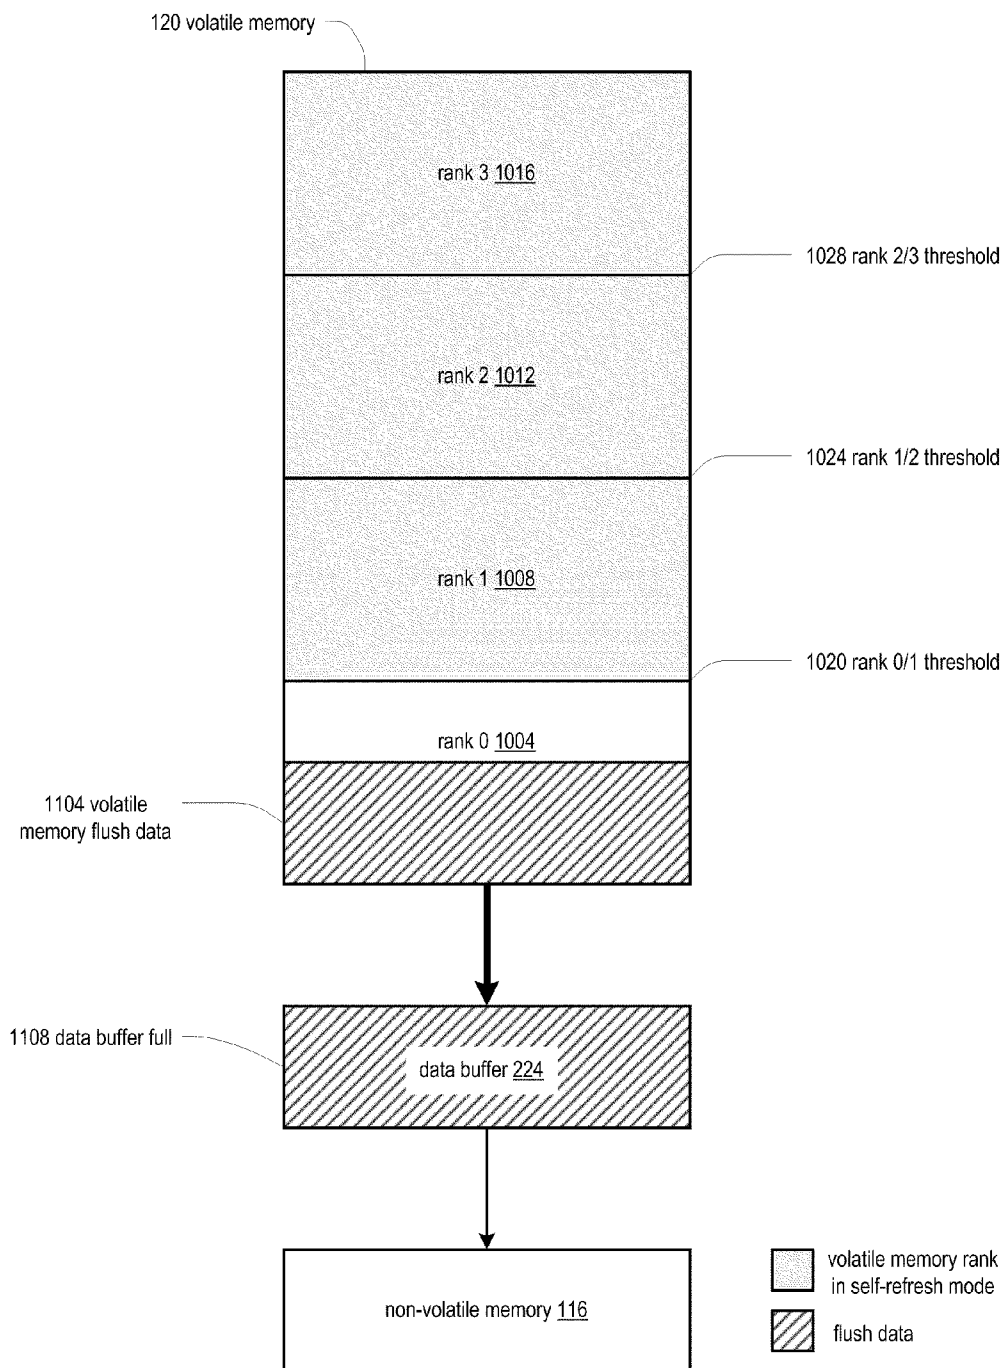 120 volatile memory
rank 3 1016
1028 rank 2/3 threshold
rank 2 1012
1024 rank 1/2 threshold
rank 1 1008
1020 rank 0/1 threshold
rank 0 1004
1104 volatile
memory flush data
1108 data buffer full
data buffer 224
non-volatile memory 116
volatile memory rank
in self-refresh mode
flush data